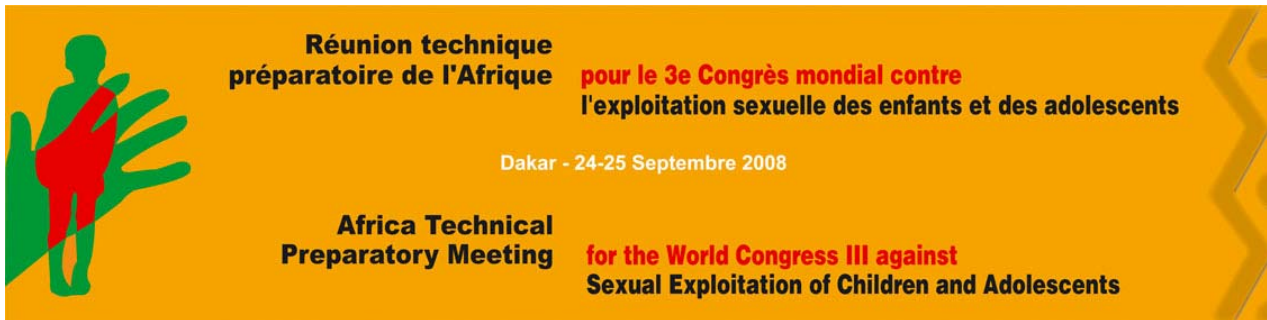 Réunion technique
préparatoire de l'Afrique
pour le 3e Congrès mondial contre
l'exploitation sexuelle des enfants et des adolescents
Dakar - 24-25 Septembre 2008
Africa Technical
Preparatory Meeting
for the World Congress III against
Sexual Exploitation of Children and Adolescents